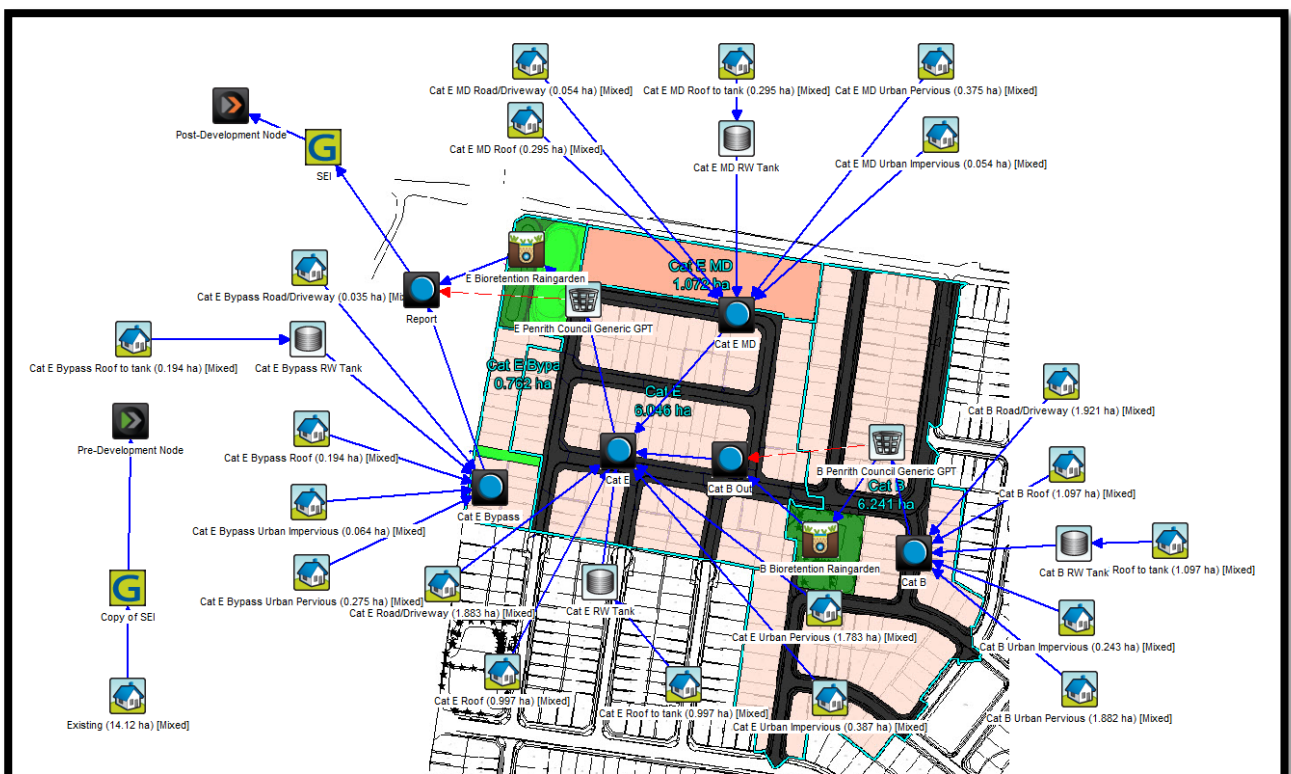 Cat E MD Road/Driveway (0.054 ha) [Mixed]
Cat E MD Roof to tank (0.295 ha) [Mixed]
Cat E MD Urban Pervious (0.375 ha) [Mixed]
Post-Development Node
Cat E MD Roof (0.295 ha) [Mixed]
Cat E MD RW Tank
Cat E MD Urban Impervious (0.054 ha) [Mixed]
G
SEI
Cat E MD
1.072 ha
E Bioretention Raingarden
Cat E Bypass Road/Driveway (0.035 ha)
Report
E Penrith Council Generic GPT
Cat E MD
Cat E Bypass Roof to tank (0.194 ha) [Mixed]
Cat E Bypass RW Tank
Cat E Bypa
0.762 ha
Cat E
6.046 ha
Cat B Road/Driveway (1.921 ha) [Mixed]
Pre-Development Node
Cat E Bypass Roof (0.194 ha) [Mixed]
B Penrith Council Generic GPT
Cat E
Cat B Out
Cat B
6.241 ha
Cat B Roof (1.097 ha) [Mixed]
Cat E Bypass
Cat E Bypass Urban Impervious (0.064 ha) [Mixed]
B Bioretention Raingarden
Cat B
Cat B RW Tank
Roof to tank (1.097 ha) [Mixed]
G
Copy of SEI
Cat E Bypass Urban Pervious (0.275 ha) [Mixed]
Cat E Road/Driveway (1.883 ha) [Mixed]
Cat E RW Tank
Cat E Urban Pervious (1.783 ha) [Mixed]
Cat B Urban Impervious (0.243 ha) [Mixed]
Existing (14.12 ha) [Mixed]
Cat E Roof (0.997 ha) [Mixed]
Cat E Roof to tank (0.997 ha) [Mixed]
Cat E Urban Impervious (0.387 ha) [Mixed]
Cat B Urban Pervious (1.882 ha) [Mixed]